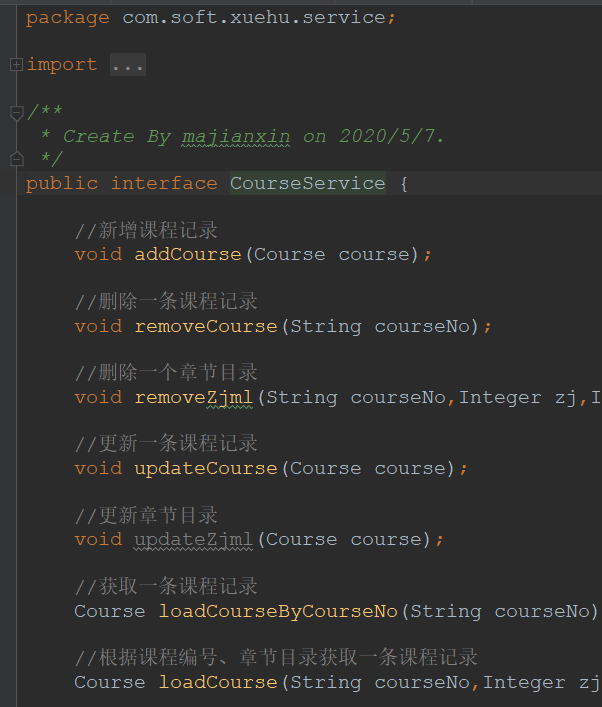 package com.soft.xuehu.service;
import ...
/**
* Create By majianxin on 2020/5/7.
*/
public interface CourseService {
//新增课程记录
void addCourse(Course course);
//删除一条课程记录
void removeCourse(String courseNo);
//删除一个章节目录
void removeZjml(String courseNo,Integer zj,I
//更新一条课程记录
void updateCourse(Course course);
//更新章节目录
void updateZjml(Course course);
//获取一条课程记录
Course loadCourseByCourseNo(String courseNo)
//根据课程编号、章节目录获取一条课程记录
Course loadCourse(String courseNo,Integer zj